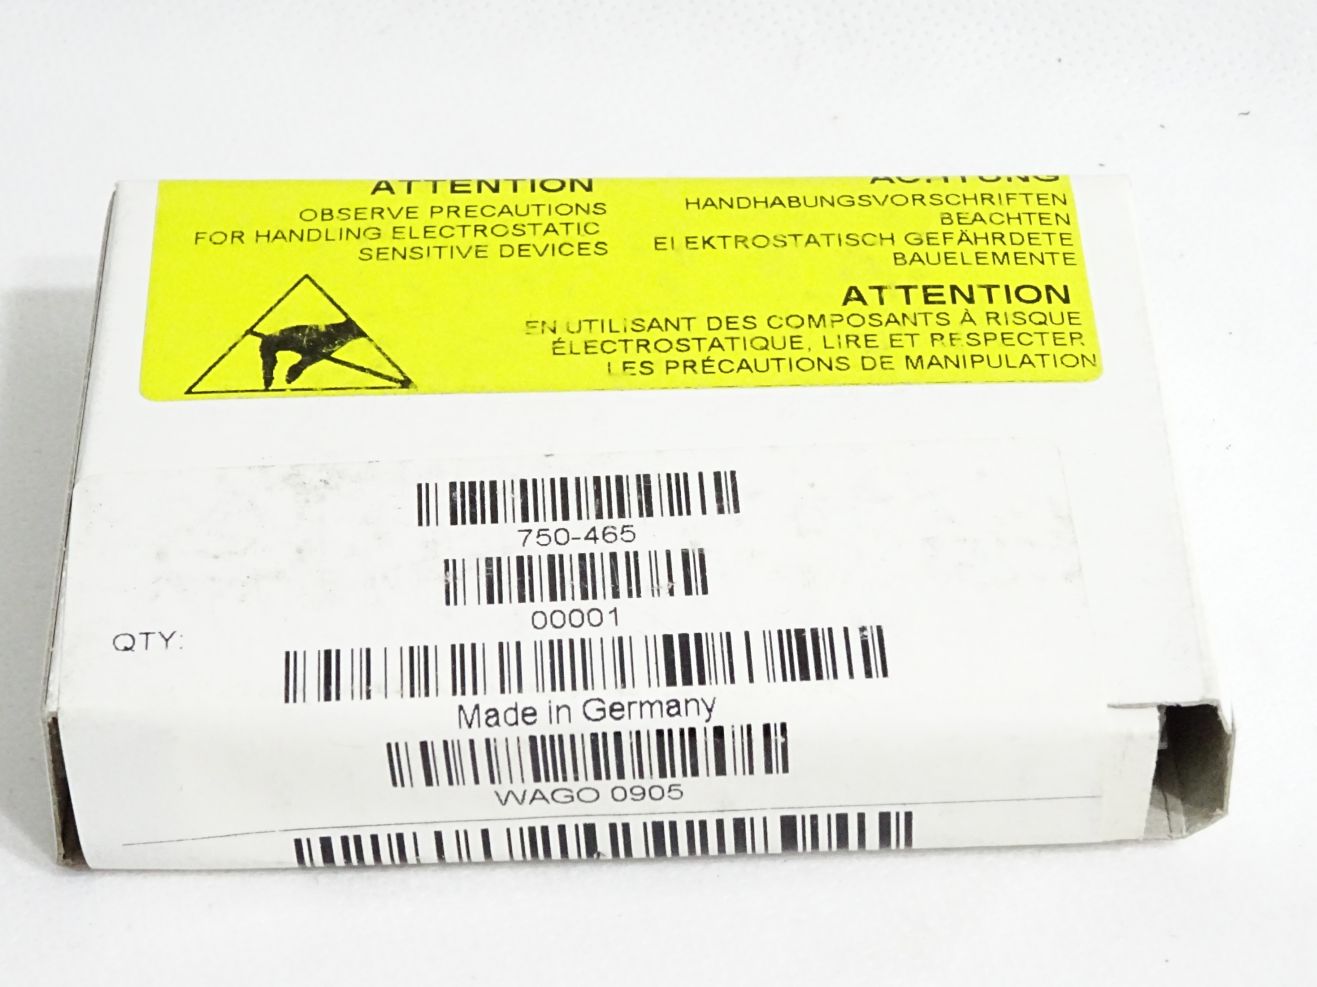 ATTENTION
OBSERVE PRECAUTIONS
FOR HANDLING ELECTROSTATIC
SENSITIVE DEVICES
ACHTUNG
HANDHABUNGSVORSCHRIFTEN
BEACHTEN
ELEKTROSTATISCH GEFÄHRDETE
BAUELEMENTE
ATTENTION
EN UTILISANT DES COMPOSANTS À RISQUE
ÉLECTROSTATIQUE, LIRE ET RESPECTER
LES PRÉCAUTIONS DE MANIPULATION
750-465
00001
QTY:
Made in Germany
WAGO 0905